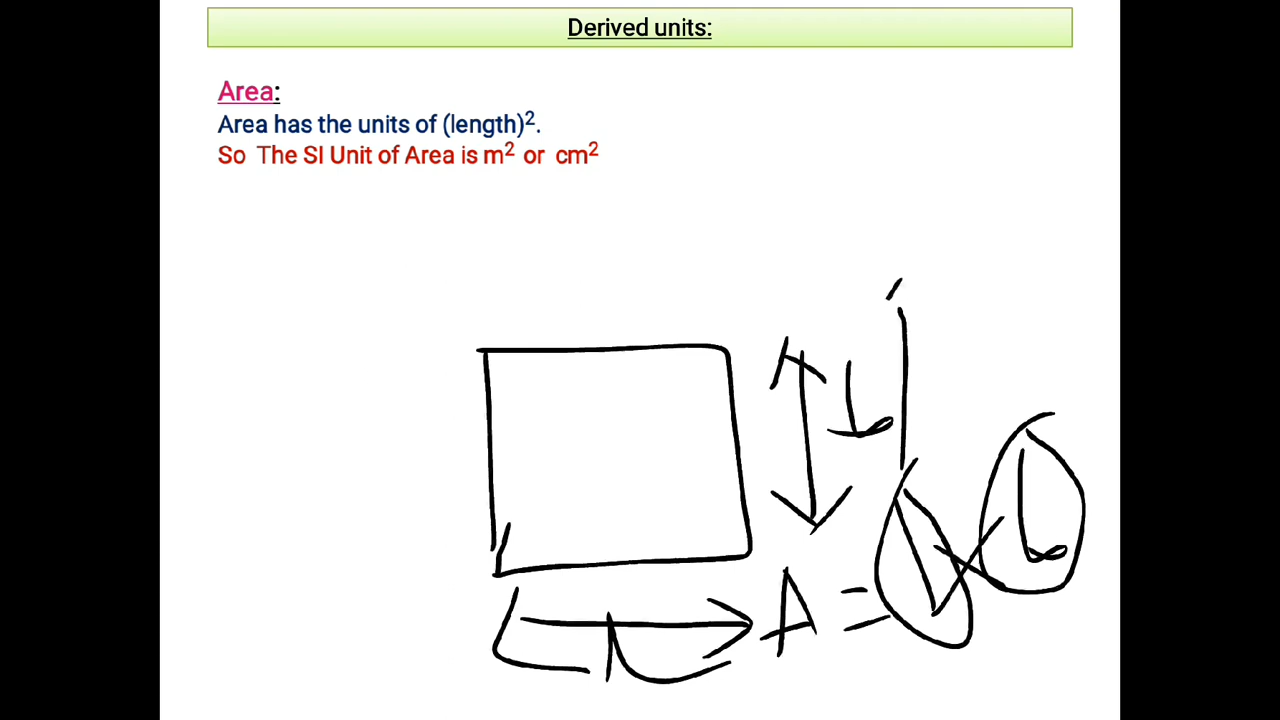 Derived units:
Area:
Area has the units of (length)².
So The SI Unit of Area is m² or cm²
L
A = L × L